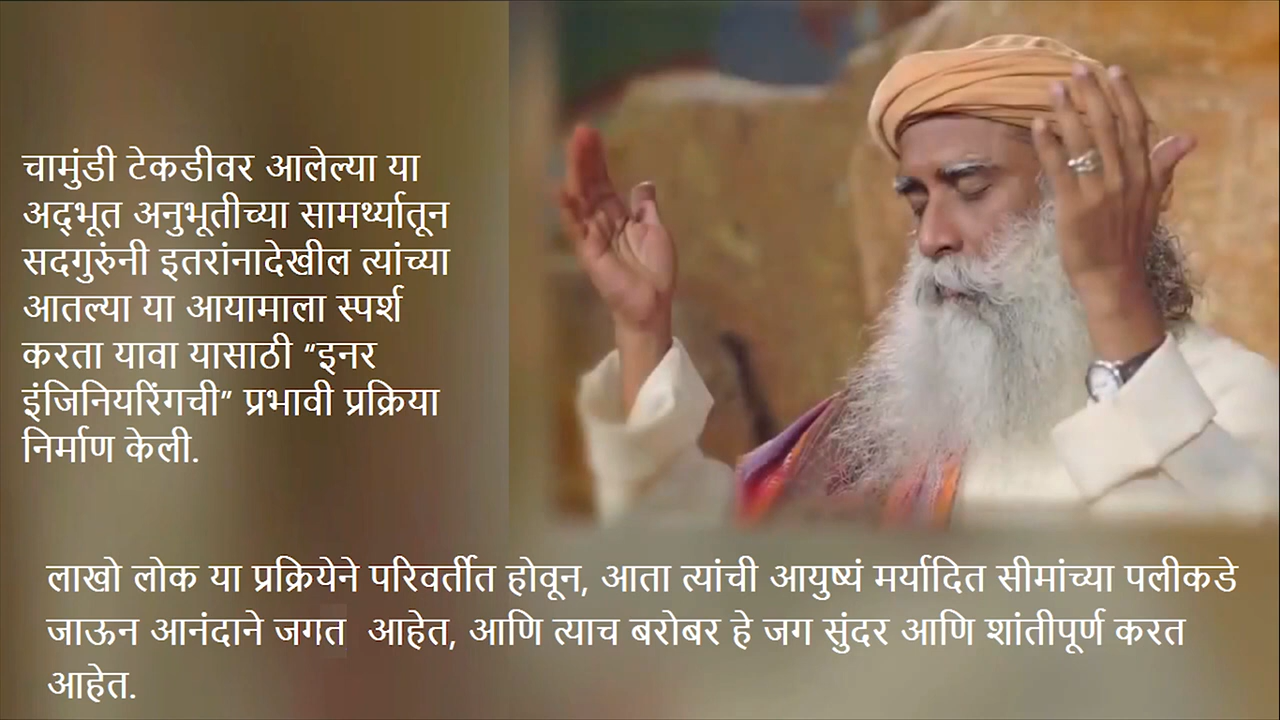 चामुंडी टेकडीवर आलेल्या या
अद्‌भूत अनुभूतीच्या सामर्थ्यातून
सदगुरुंनी इतरांनादेखील त्यांच्या
आतल्या या आयामाला स्पर्श
करता यावा यासाठी “इनर
इंजिनियरिंगची” प्रभावी प्रक्रिया
निर्माण केली.
लाखो लोक या प्रक्रियेने परिवर्तीत होवून, आता त्यांची आयुष्यं मर्यादित सीमांच्या पलीकडे
जाऊन आनंदाने जगत आहेत, आणि त्याच बरोबर हे जग सुंदर आणि शांतीपूर्ण करत
आहेत.